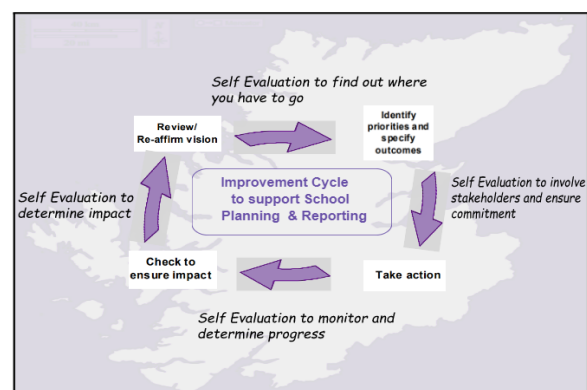 Self Evaluation to find out where
you have to go
Review/
Re-affirm vision
Identify
priorities and
specify
outcomes
Self Evaluation to
determine impact
Improvement Cycle
to support School
Planning & Reporting
Self Evaluation to involve
stakeholders and ensure
commitment
Check to
ensure impact
Take action
Self Evaluation to monitor and
determine progress